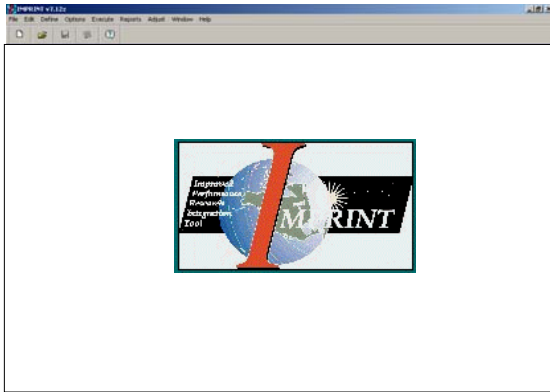 IMPRINT v7.12z
File Edit Define Options Execute Reports Adjust Window Help
Improved
Performance
Research
Integration
Tool
IMPRINT